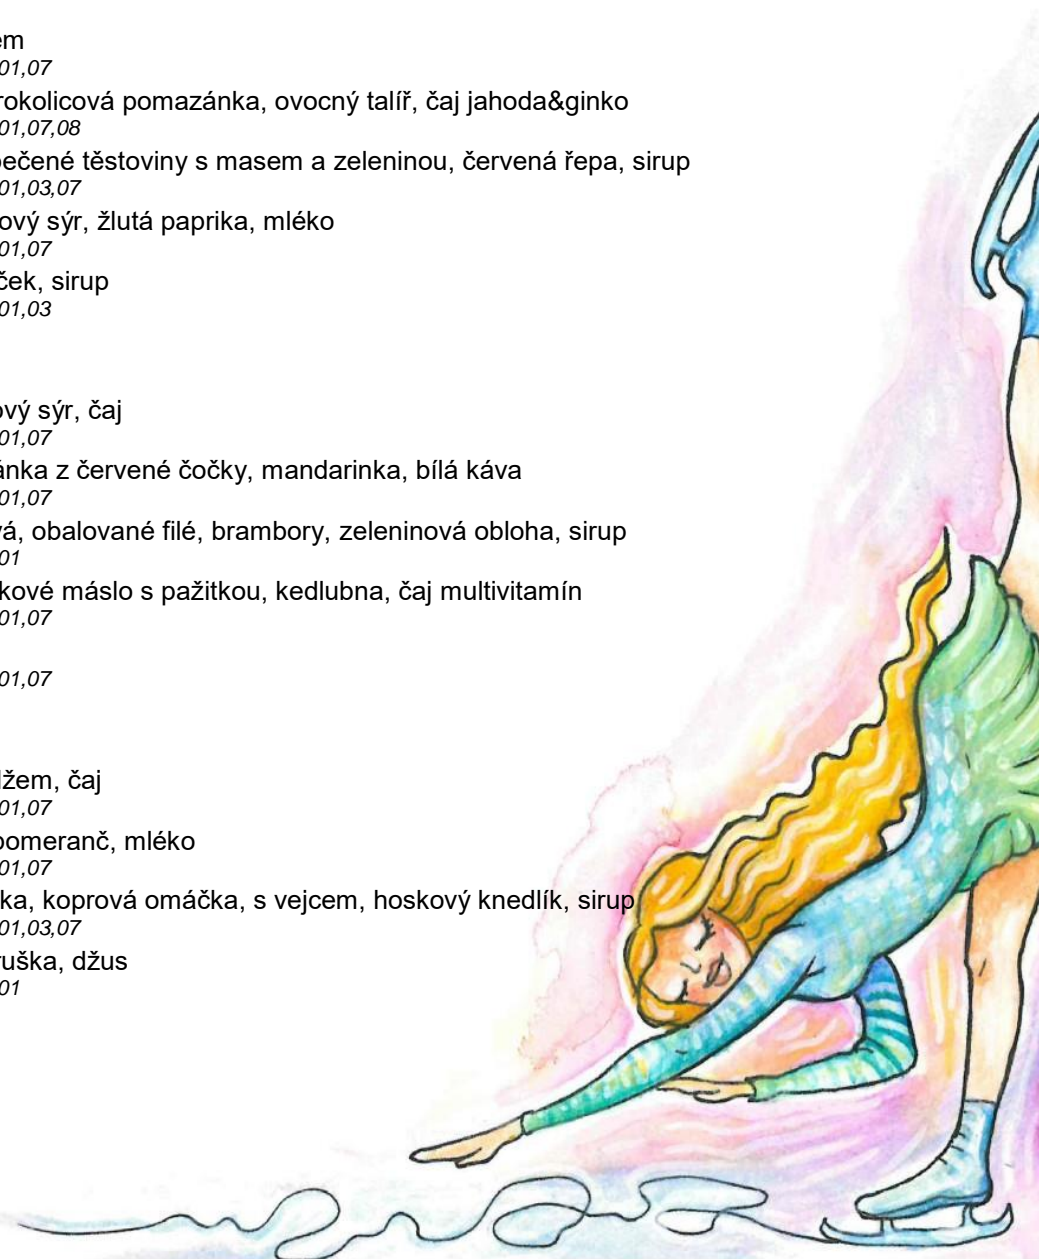 em
01,07
rokolicová pomazánka, ovocný talíř, čaj jahoda&ginko
01,07,08
pečené těstoviny s masem a zeleninou, červená řepa, sirup
01,03,07
ový sýr, žlutá paprika, mléko
01,07
ček, sirup
01,03
ový sýr, čaj
01,07
ánka z červené čočky, mandarinka, bílá káva
01,07
vá, obalované filé, brambory, zeleninová obloha, sirup
01
kové máslo s pažitkou, kedlubna, čaj multivitamín
01,07
01,07
džem, čaj
01,07
pomeranč, mléko
01,07
ka, koprová omáčka, s vejcem, hoskový knedlík, sirup
01,03,07
ruška, džus
01